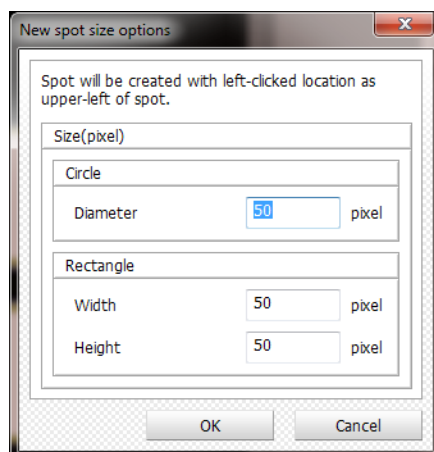 New spot size options
Spot will be created with left-clicked location as
upper-left of spot.
Size(pixel)
Circle
Diameter 50 pixel
Rectangle
Width 50 pixel
Height 50 pixel
OK Cancel